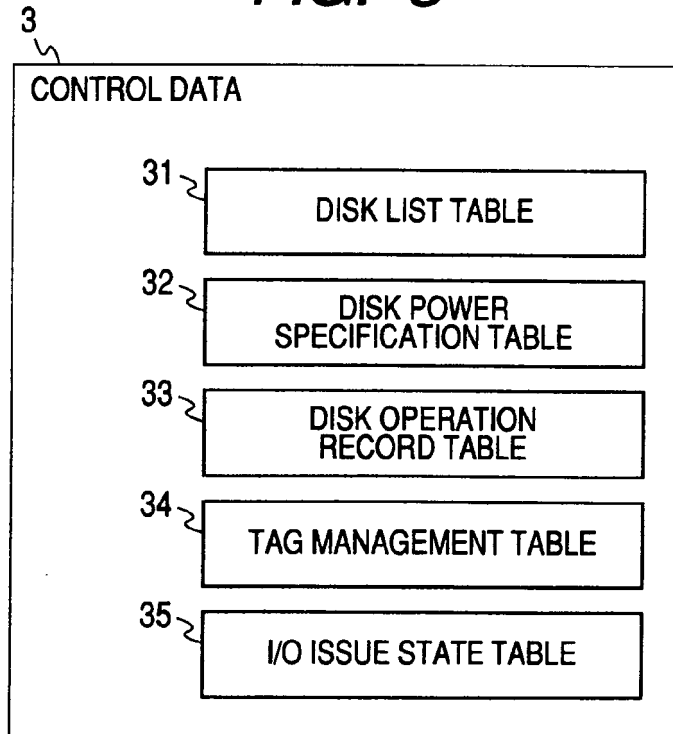 3
CONTROL DATA
31
DISK LIST TABLE
32
DISK POWER
SPECIFICATION TABLE
33
DISK OPERATION
RECORD TABLE
34
TAG MANAGEMENT TABLE
35
I/O ISSUE STATE TABLE